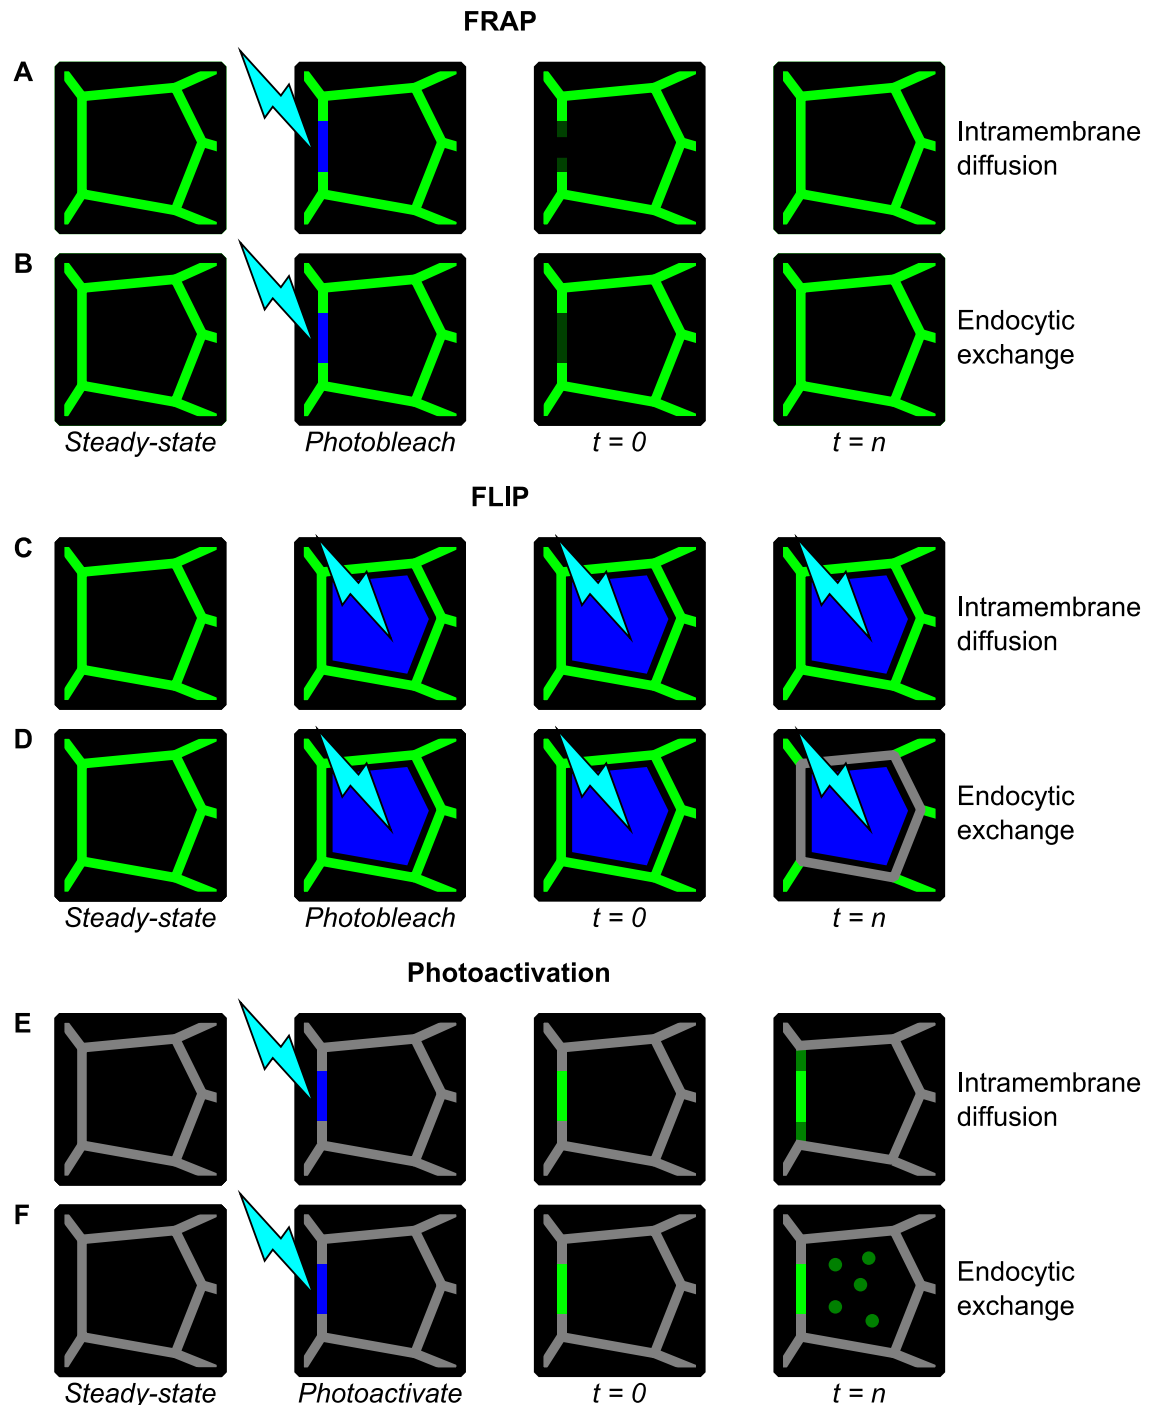 FRAP
A
Intramembrane
diffusion
B
Endocytic
exchange
Steady-state
Photobleach
t = 0
t = n
FLIP
C
Intramembrane
diffusion
D
Endocytic
exchange
Steady-state
Photobleach
t = 0
t = n
Photoactivation
E
Intramembrane
diffusion
F
Endocytic
exchange
Steady-state
Photoactivate
t = 0
t = n